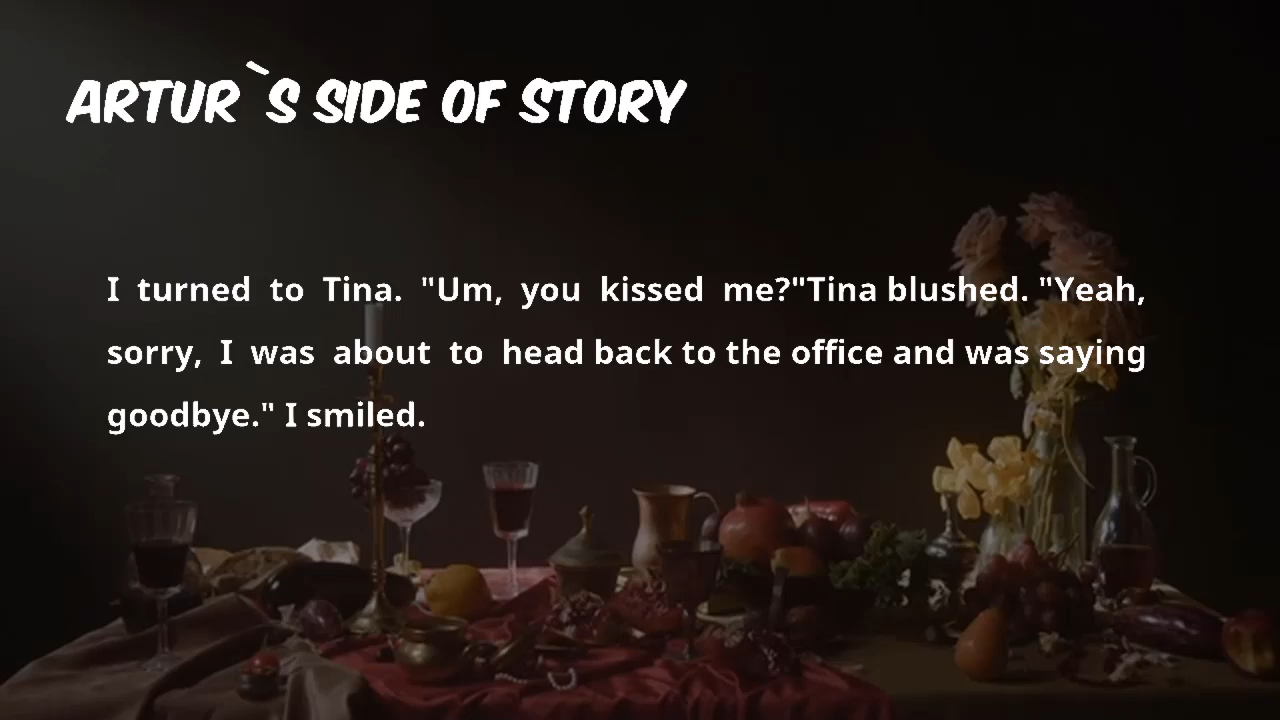 ARTUR`S SIDE OF STORY
I turned to Tina. "Um, you kissed me?"Tina blushed. "Yeah,
sorry, I was about to head back to the office and was saying
goodbye." I smiled.